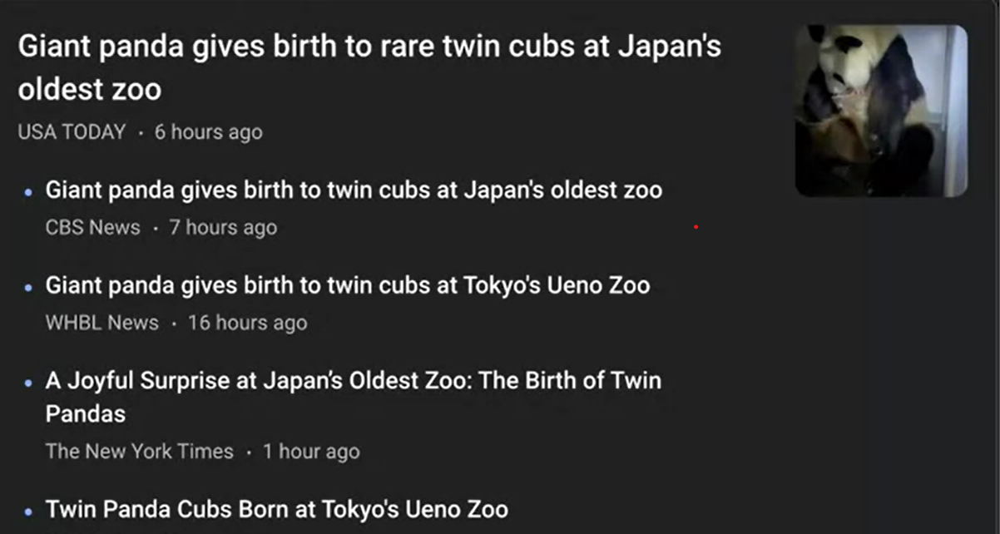 Giant panda gives birth to rare twin cubs at Japan's
oldest zoo
USA TODAY · 6 hours ago
Giant panda gives birth to twin cubs at Japan's oldest zoo
CBS News · 7 hours ago
Giant panda gives birth to twin cubs at Tokyo's Ueno Zoo
WHBL News · 16 hours ago
A Joyful Surprise at Japan’s Oldest Zoo: The Birth of Twin
Pandas
The New York Times · 1 hour ago
Twin Panda Cubs Born at Tokyo's Ueno Zoo